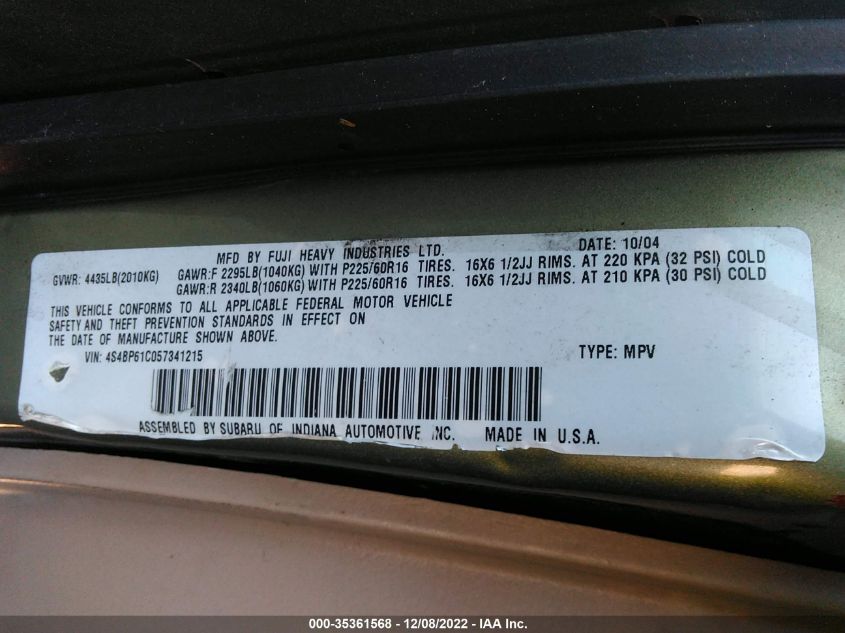 MFD BY FUJI HEAVY INDUSTRIES LTD. DATE: 10/04
GVWR: 4435LB(2010KG) GAWR:F 2295LB(1040KG) WITH P225/60R16 TIRES. 16X6 1/2JJ RIMS. AT 220 KPA (32 PSI) COLD
GAWR:R 2340LB(1060KG) WITH P225/60R16 TIRES. 16X6 1/2JJ RIMS. AT 210 KPA (30 PSI) COLD
THIS VEHICLE CONFORMS TO ALL APPLICABLE FEDERAL MOTOR VEHICLE
SAFETY AND THEFT PREVENTION STANDARDS IN EFFECT ON
THE DATE OF MANUFACTURE SHOWN ABOVE.
VIN: 4S4BP61C057341215 TYPE: MPV
ASSEMBLED BY SUBARU OF INDIANA AUTOMOTIVE INC. MADE IN U.S.A.
000-35361568 - 12/08/2022 - IAA Inc.